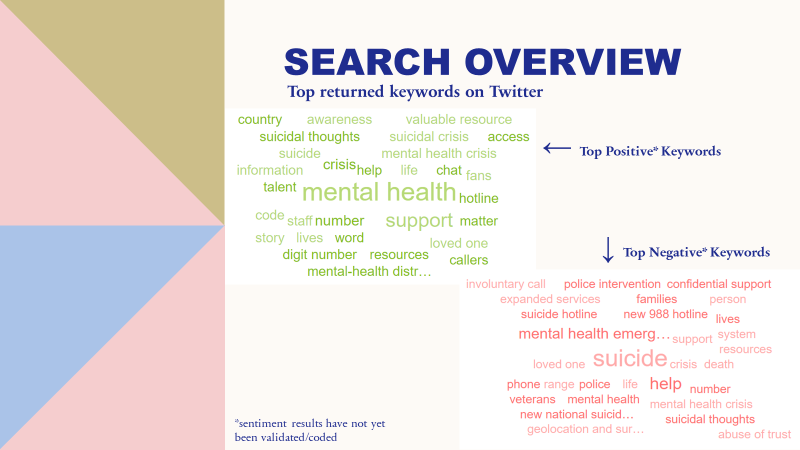 SEARCH OVERVIEW
Top returned keywords on Twitter
country awareness valuable resource
suicidal thoughts suicidal crisis access
suicide mental health crisis
information crisis help life chat fans
talent mental health hotline
code staff number support matter
story lives word loved one
digit number resources callers
mental-health distr…
← Top Positive* Keywords
↓ Top Negative* Keywords
involuntary call police intervention confidential support
expanded services families person
suicide hotline new 988 hotline lives
mental health emerg… support system
resources
loved one suicide crisis death
phone range police life help number
veterans mental health mental health crisis
new national suicid… suicidal thoughts
geolocation and sur… abuse of trust
*sentiment results have not yet
been validated/coded